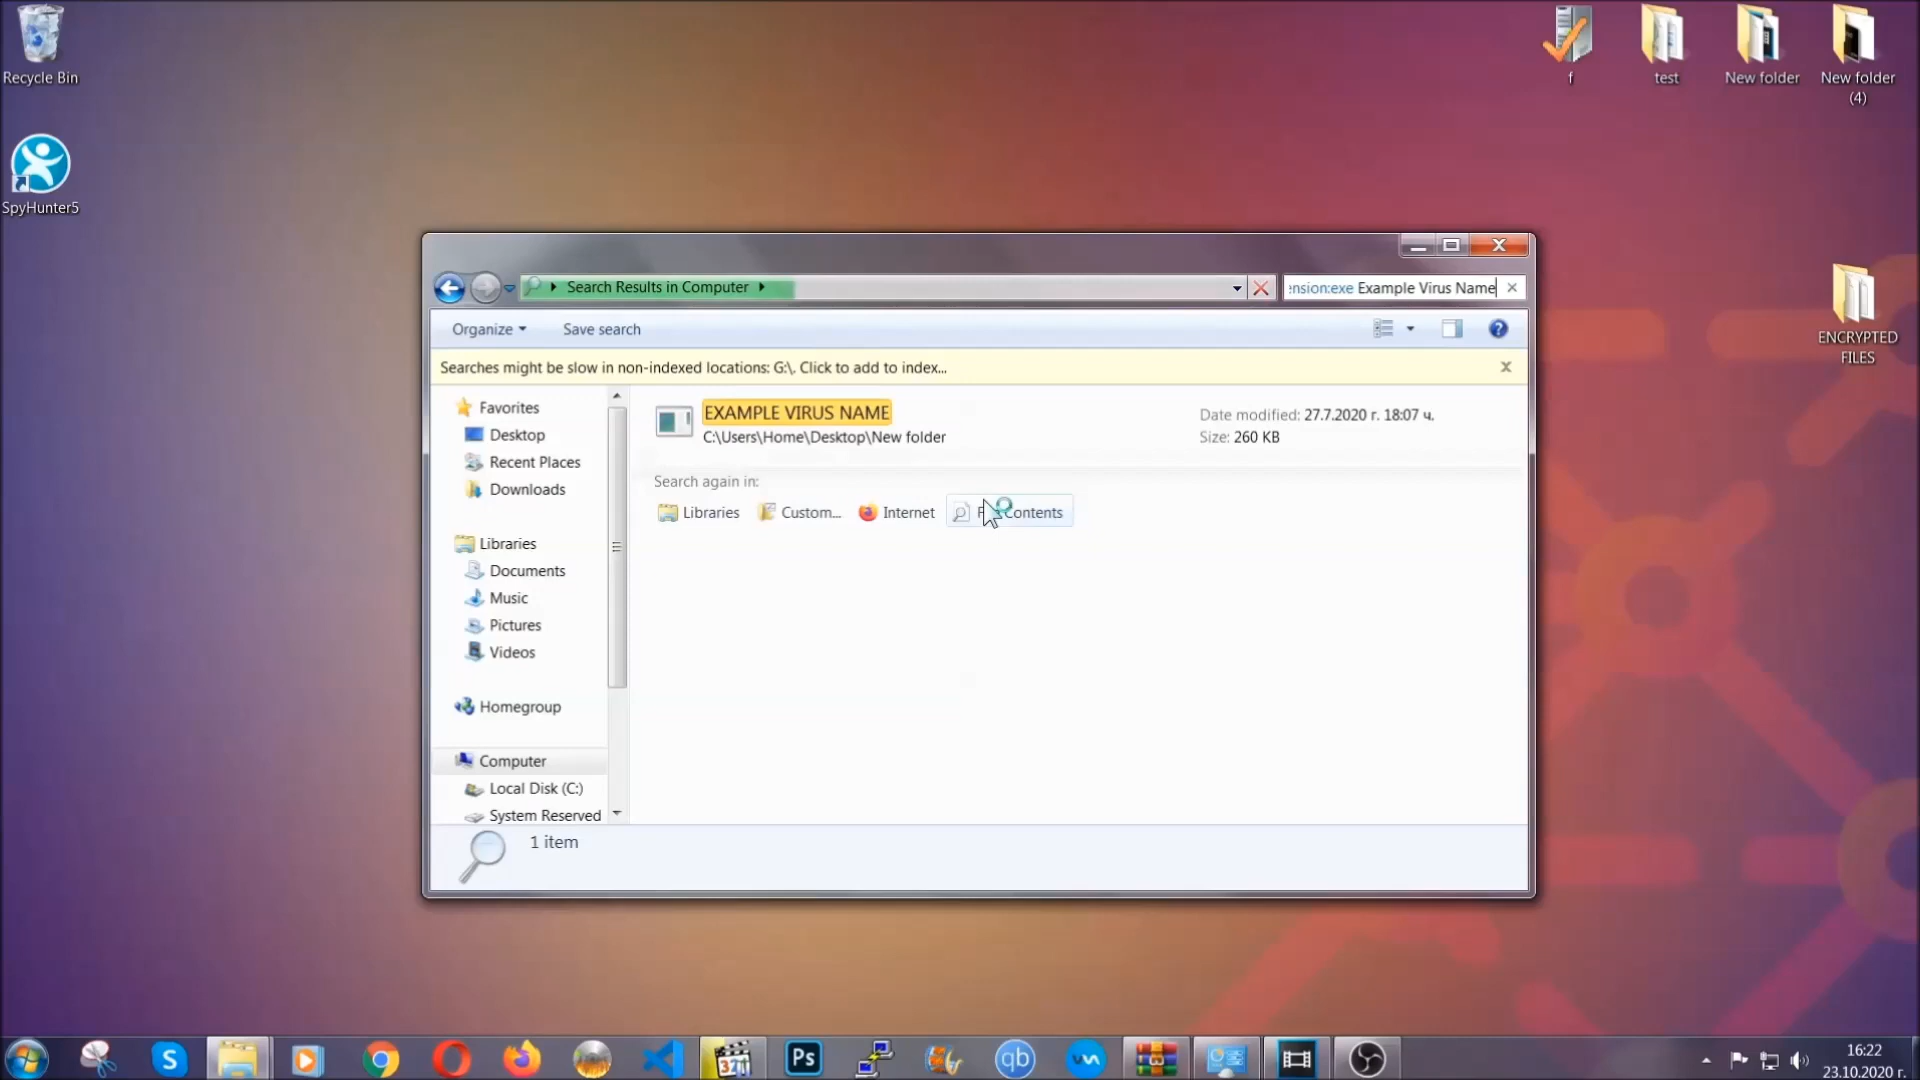 Recycle Bin
SpyHunter5
f
test
New folder
New folder
(4)
ENCRYPTED
FILES
Search Results in Computer
ension:exe Example Virus Name
Organize
Save search
Searches might be slow in non-indexed locations: G:\. Click to add to index...
Favorites
Desktop
Recent Places
Downloads
Libraries
Documents
Music
Pictures
Videos
Homegroup
Computer
Local Disk (C:)
System Reserved
EXAMPLE VIRUS NAME
C:\Users\Home\Desktop\New folder
Date modified: 27.7.2020 г. 18:07 ч.
Size: 260 KB
Search again in:
Libraries
Custom...
Internet
Contents
1 item
S
321
Ps
qb
16:22
23.10.2020 г.